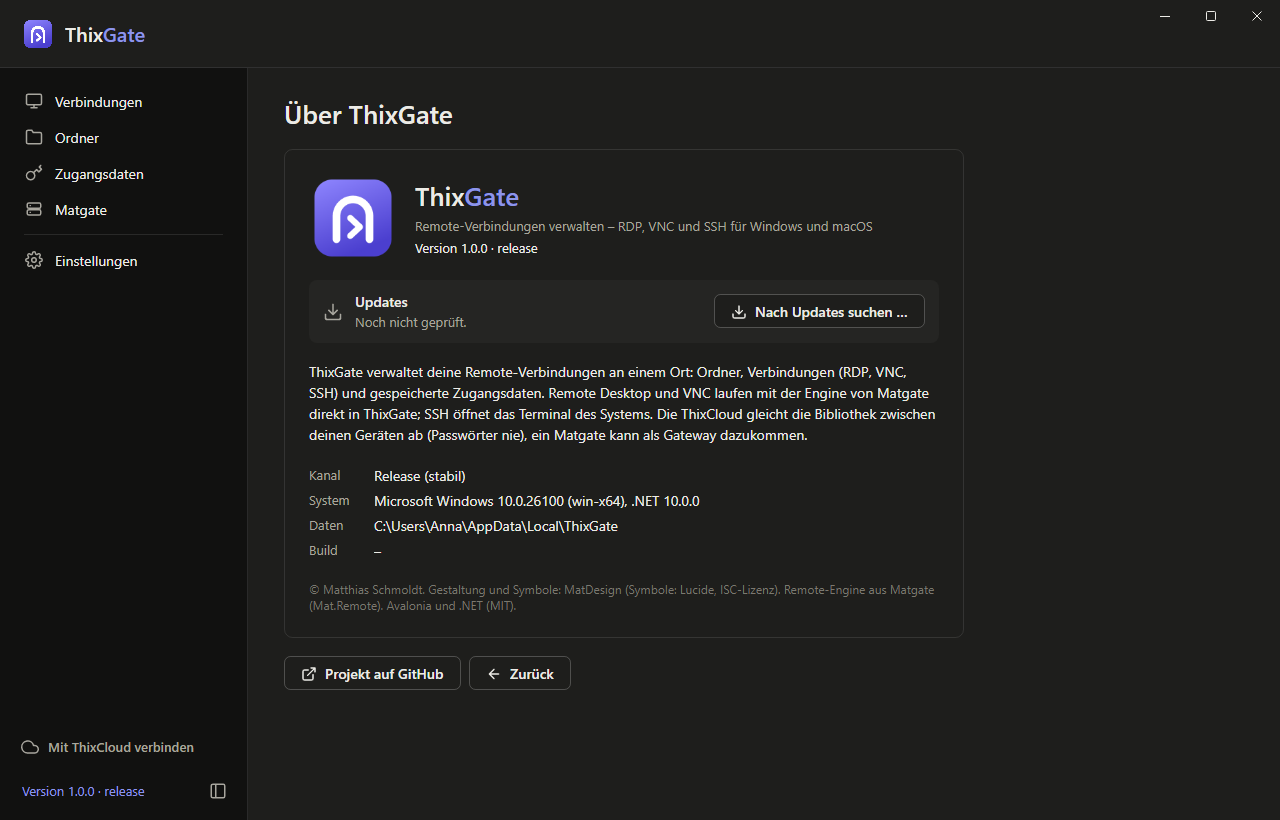 ThixGate
Verbindungen
Ordner
Zugangsdaten
Matgate
Einstellungen
Mit ThixCloud verbinden
Version 1.0.0 · release
Über ThixGate
ThixGate
Remote-Verbindungen verwalten – RDP, VNC und SSH für Windows und macOS
Version 1.0.0 · release
Updates
Noch nicht geprüft.
Nach Updates suchen ...
ThixGate verwaltet deine Remote-Verbindungen an einem Ort: Ordner, Verbindungen (RDP, VNC,
SSH) und gespeicherte Zugangsdaten. Remote Desktop und VNC laufen mit der Engine von Matgate
direkt in ThixGate; SSH öffnet das Terminal des Systems. Die ThixCloud gleicht die Bibliothek zwischen
deinen Geräten ab (Passwörter nie), ein Matgate kann als Gateway dazukommen.
Kanal Release (stabil)
System Microsoft Windows 10.0.26100 (win-x64), .NET 10.0.0
Daten C:\Users\Anna\AppData\Local\ThixGate
Build –
© Matthias Schmoldt. Gestaltung und Symbole: MatDesign (Symbole: Lucide, ISC-Lizenz). Remote-Engine aus Matgate
(Mat.Remote). Avalonia und .NET (MIT).
Projekt auf GitHub
Zurück